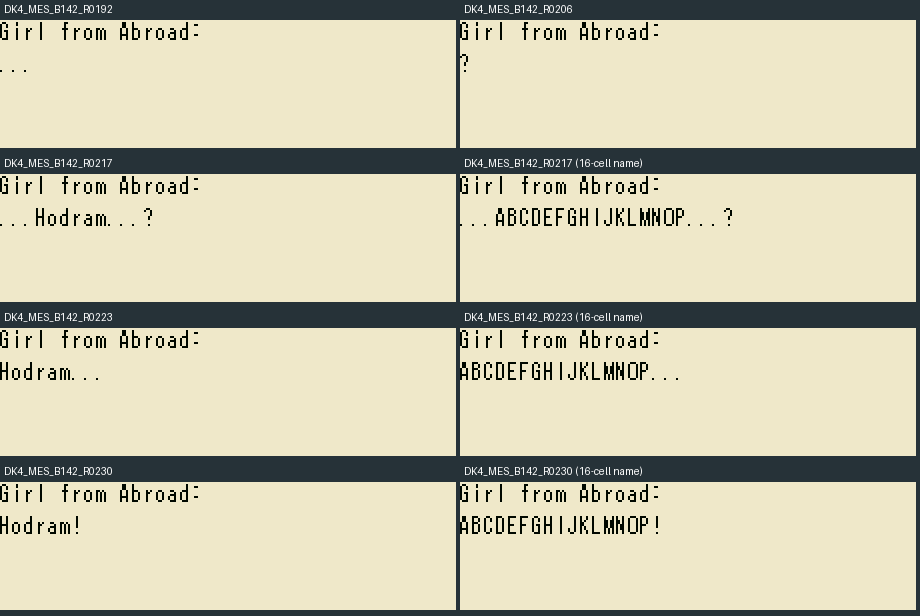 DK4_MES_B142_R0192
Girl from Abroad:
...
DK4_MES_B142_R0206
Girl from Abroad:
?
DK4_MES_B142_R0217
Girl from Abroad:
...Hodram...?
DK4_MES_B142_R0217 (16-cell name)
Girl from Abroad:
...ABCDEFGHIJKLMNOP...?
DK4_MES_B142_R0223
Girl from Abroad:
Hodram...
DK4_MES_B142_R0223 (16-cell name)
Girl from Abroad:
ABCDEFGHIJKLMNOP...
DK4_MES_B142_R0230
Girl from Abroad:
Hodram!
DK4_MES_B142_R0230 (16-cell name)
Girl from Abroad:
ABCDEFGHIJKLMNOP!